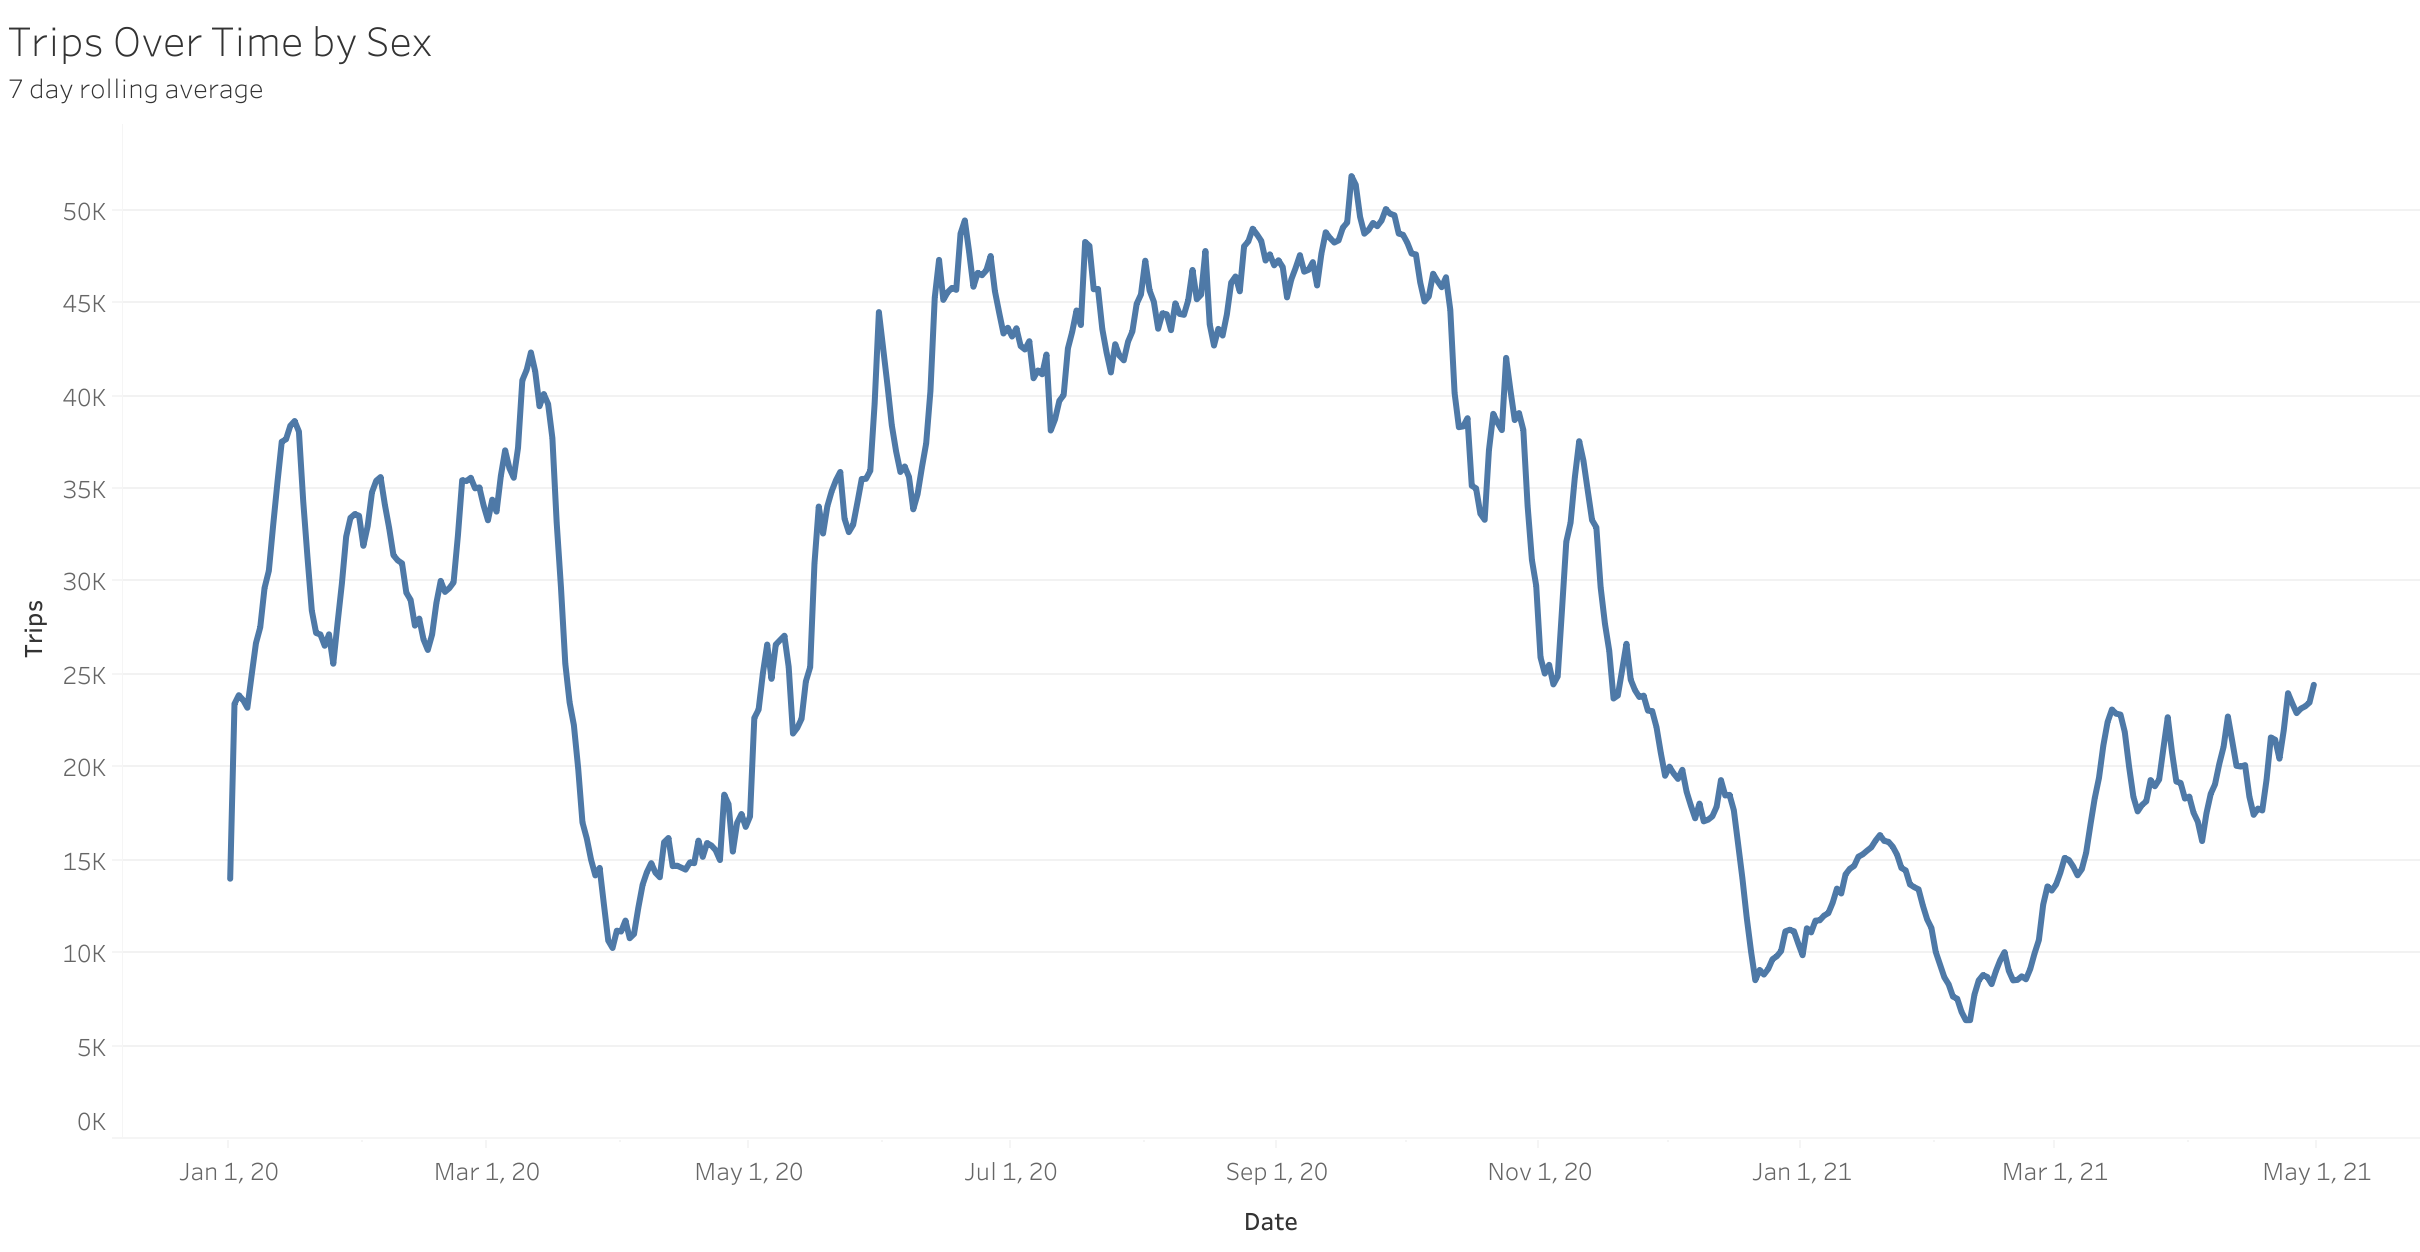 Trips Over Time by Sex
7 day rolling average
50K
45K
40K
35K
30K
25K
20K
15K
10K
5K
0K
Trips
Jan 1, 20 Mar 1, 20 May 1, 20 Jul 1, 20 Sep 1, 20 Nov 1, 20 Jan 1, 21 Mar 1, 21 May 1, 21
Date